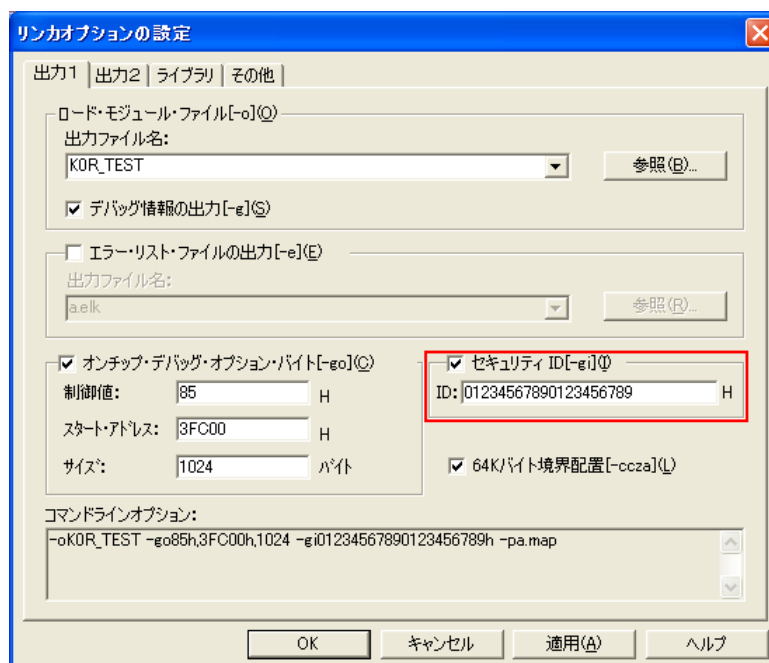 リンカオプションの設定
出力1 出力2 ライブラリ その他
ロード・モジュール・ファイル[-o](O)
出力ファイル名:
K0R_TEST 参照(B)...
デバッグ情報の出力[-g](S)
エラー・リスト・ファイルの出力[-e](E)
出力ファイル名:
a.elk 参照(R)...
オンチップ・デバッグ・オプション・バイト[-go](C)
制御値: 85 H
スタート・アドレス: 3FC00 H
サイズ: 1024 バイト
セキュリティ ID[-gi](I)
ID: 01234567890123456789 H
64Kバイト境界配置[-ccza](L)
コマンドラインオプション:
-oK0R_TEST -go85h,3FC00h,1024 -gi01234567890123456789h -pa.map
OK キャンセル 適用(A) ヘルプ